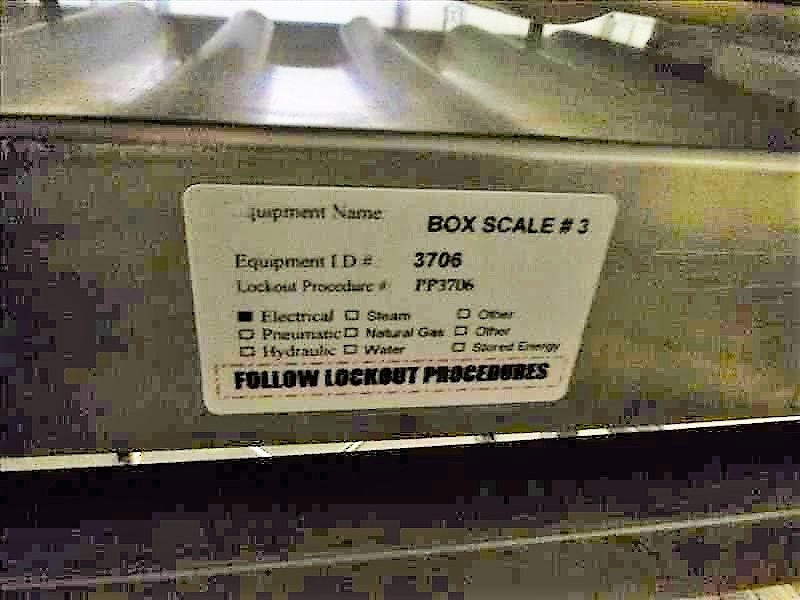 Equipment Name BOX SCALE # 3
Equipment I D # 3706
Lockout Procedure # PP3706
■ Electrical □ Steam □ Other
□ Pneumatic □ Natural Gas □ Other
□ Hydraulic □ Water □ Stored Energy
FOLLOW LOCKOUT PROCEDURES